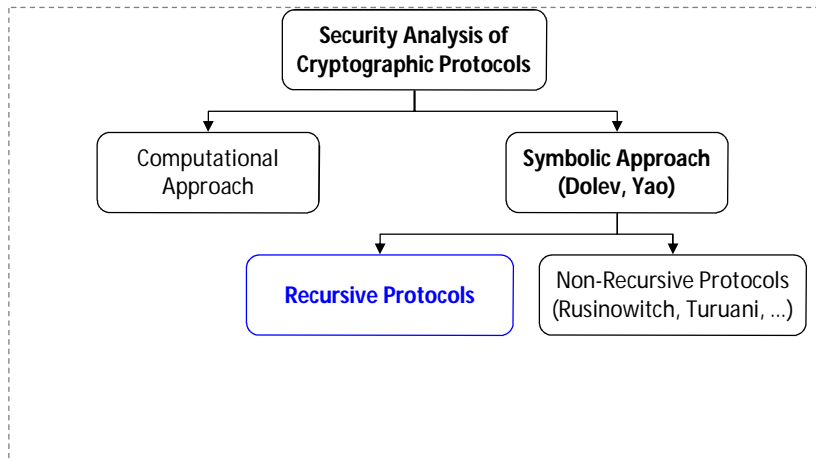 Security Analysis of
Cryptographic Protocols
Computational
Approach
Symbolic Approach
(Dolev, Yao)
Recursive Protocols
Non-Recursive Protocols
(Rusinowitch, Turuani, ...)